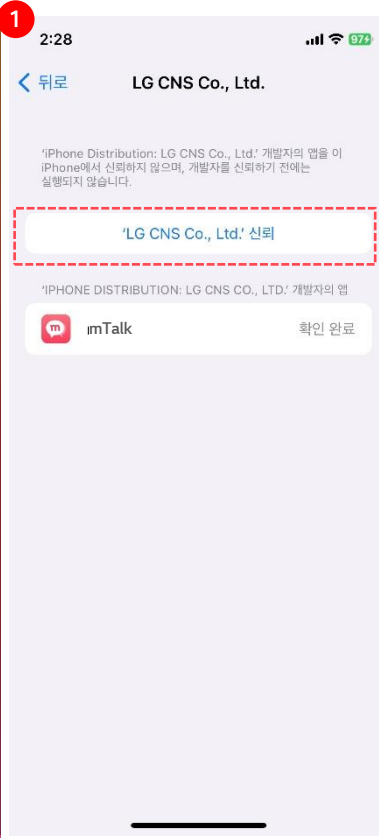 1
2:28
97
뒤로
LG CNS Co., Ltd.
'iPhone Distribution: LG CNS Co., Ltd.' 개발자의 앱을 이
iPhone에서 신뢰하지 않으며, 개발자를 신뢰하기 전에는
실행되지 않습니다.
'LG CNS Co., Ltd.' 신뢰
'IPHONE DISTRIBUTION: LG CNS CO., LTD.' 개발자의 앱
m
mTalk
확인 완료